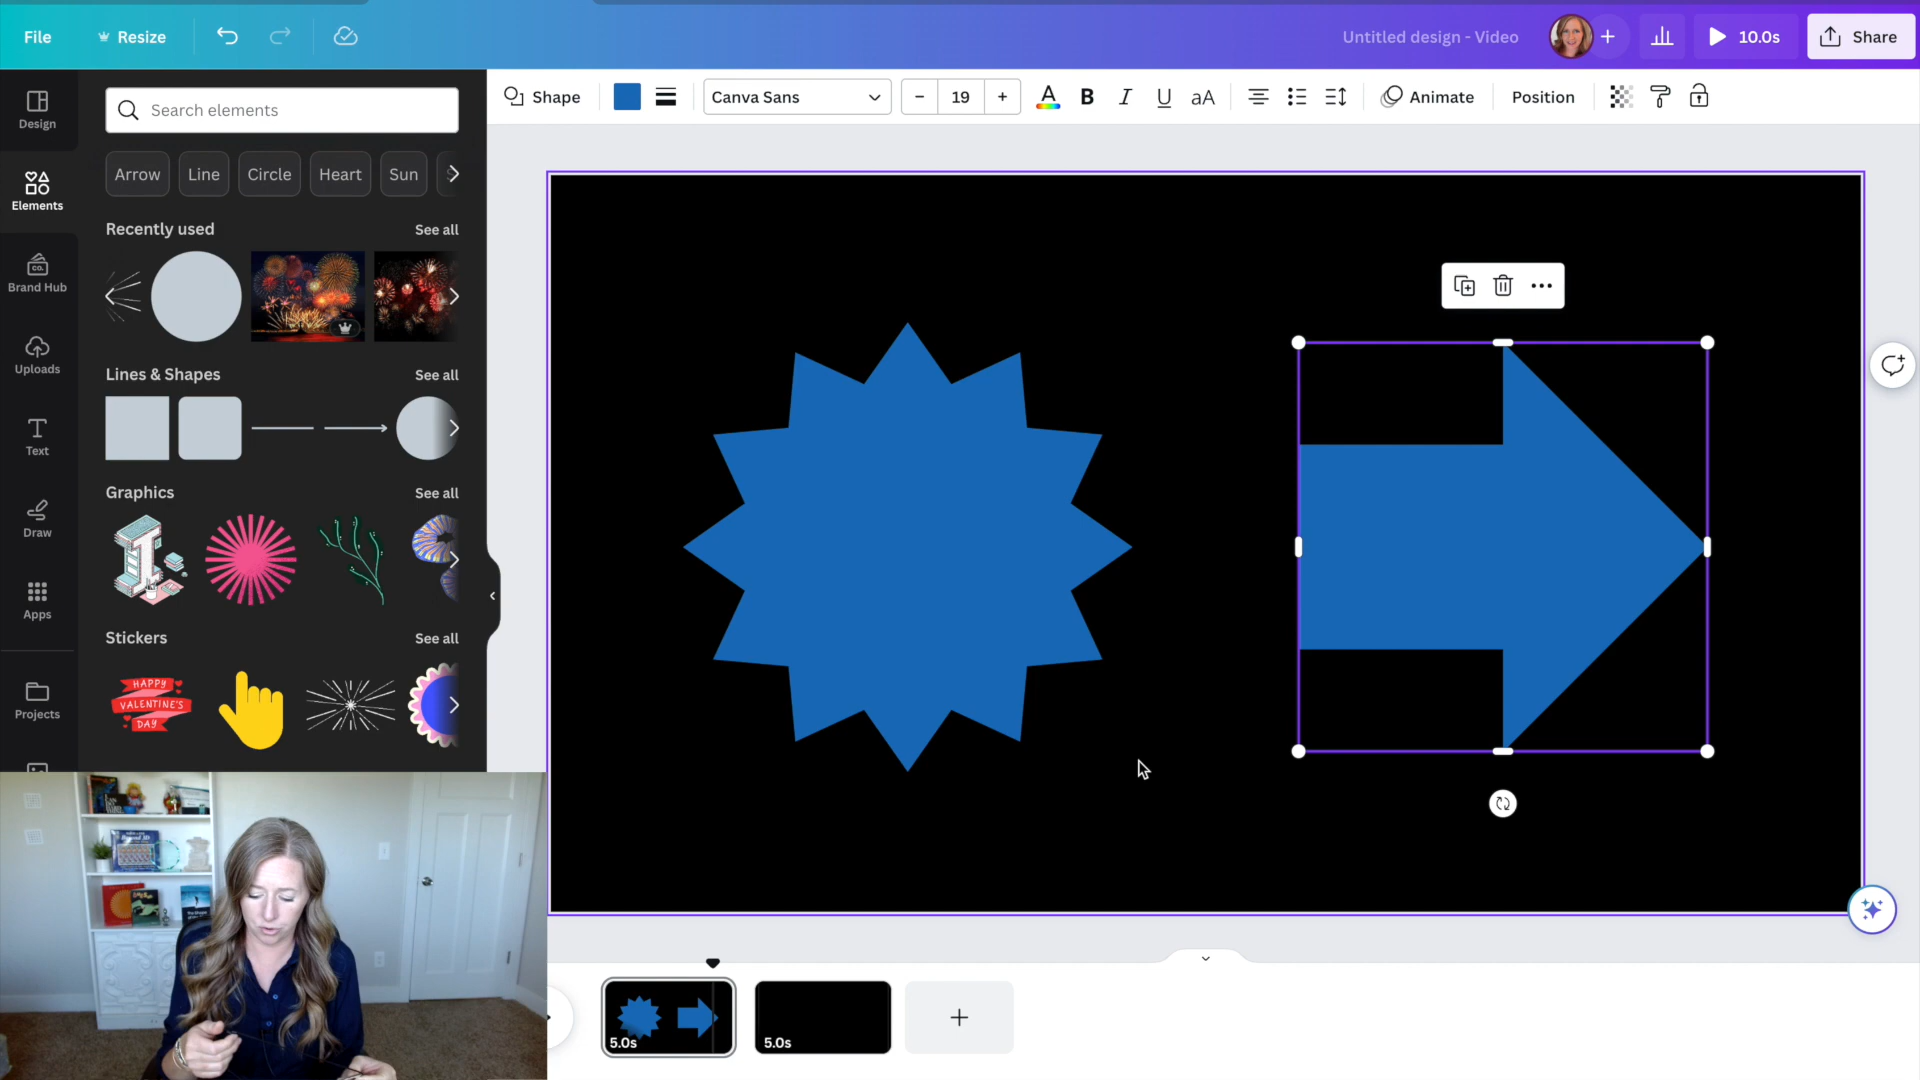 File
Resize
Untitled design - Video
10.0s
Share
Design
Elements
Brand Hub
Uploads
Text
Draw
Apps
Projects
Search elements
Arrow
Line
Circle
Heart
Sun
Recently used
See all
Lines & Shapes
See all
Graphics
See all
Stickers
See all
HAPPY
VALENTINE'S
DAY
Shape
Canva Sans
19
A
B
I
U
aA
Animate
Position
5.0s
5.0s